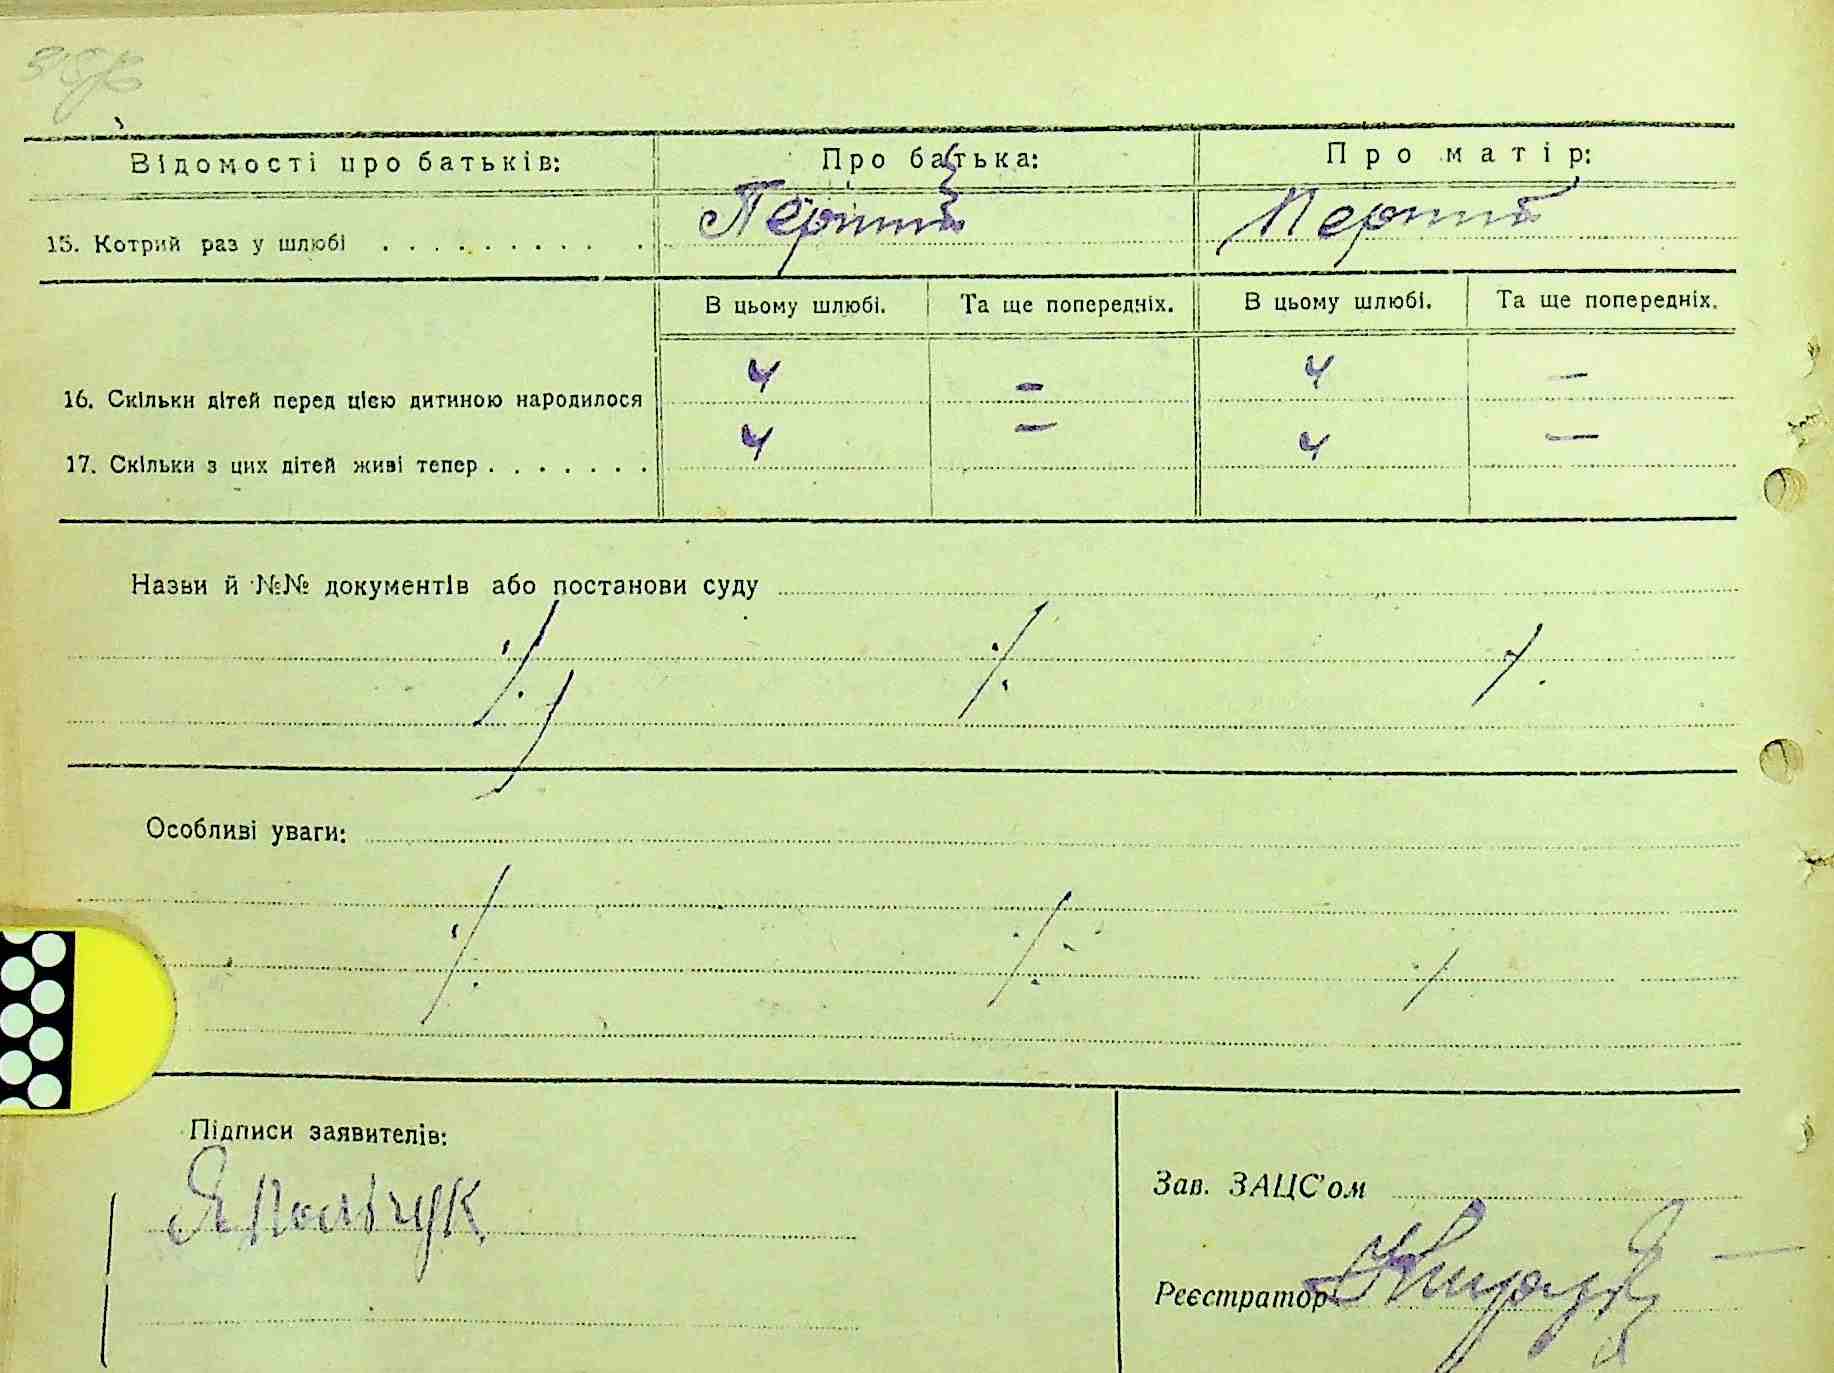 Відомості про батьків: Про батька: Про матір:
15. Котрий раз у шлюбі . . . . . . . . . . Перший Перший
В цьому шлюбі. Та ще попередніх. В цьому шлюбі. Та ще попередніх.
16. Скільки дітей перед цією дитиною народилося 4 – 4 –
17. Скільки з цих дітей живі тепер . . . . . . . 4 – 4 –
Назви й №№ документів або постанови суду
Особливі уваги:
Підписи заявителів:
Зав. ЗАЦС'ом
Реєстратор